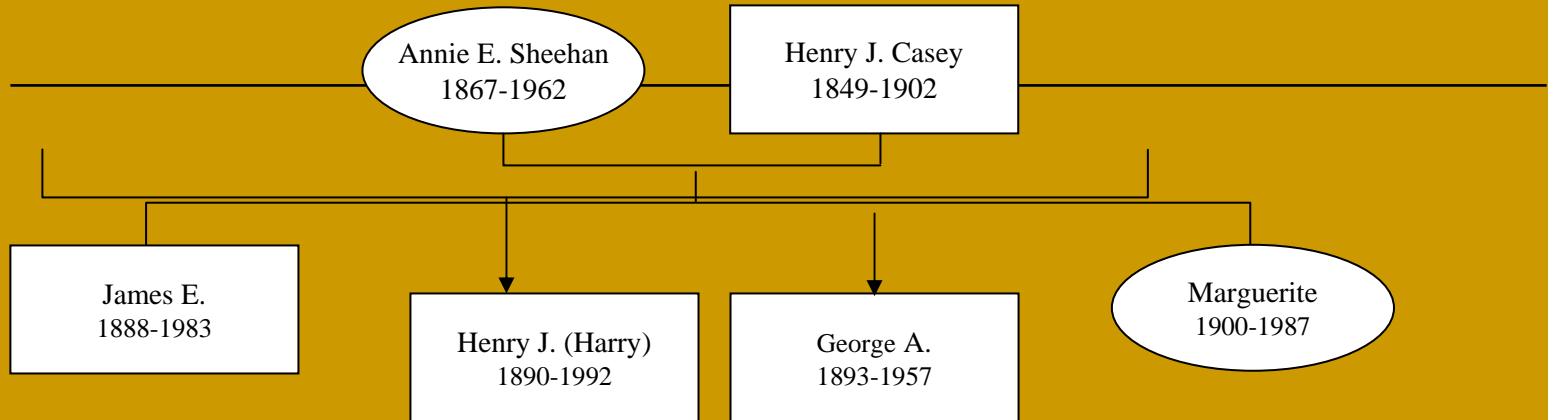 Annie E. Sheehan
1867-1962
Henry J. Casey
1849-1902
James E.
1888-1983
Henry J. (Harry)
1890-1992
George A.
1893-1957
Marguerite
1900-1987